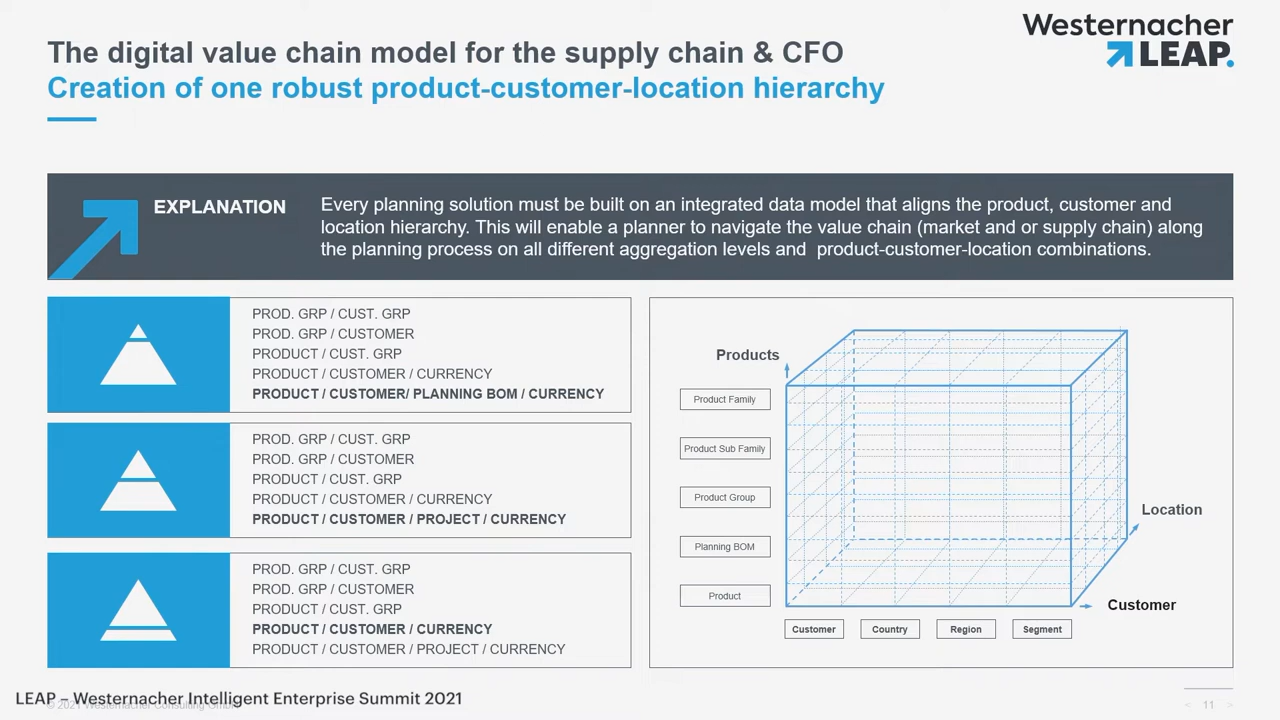 Westernacher
LEAP.
The digital value chain model for the supply chain & CFO
Creation of one robust product-customer-location hierarchy
EXPLANATION
Every planning solution must be built on an integrated data model that aligns the product, customer and
location hierarchy. This will enable a planner to navigate the value chain (market and or supply chain) along
the planning process on all different aggregation levels and product-customer-location combinations.
PROD. GRP / CUST. GRP
PROD. GRP / CUSTOMER
PRODUCT / CUST. GRP
PRODUCT / CUSTOMER / CURRENCY
PRODUCT / CUSTOMER/ PLANNING BOM / CURRENCY
PROD. GRP / CUST. GRP
PROD. GRP / CUSTOMER
PRODUCT / CUST. GRP
PRODUCT / CUSTOMER / CURRENCY
PRODUCT / CUSTOMER / PROJECT / CURRENCY
PROD. GRP / CUST. GRP
PROD. GRP / CUSTOMER
PRODUCT / CUST. GRP
PRODUCT / CUSTOMER / CURRENCY
PRODUCT / CUSTOMER / PROJECT / CURRENCY
Products
Product Family
Product Sub Family
Product Group
Planning BOM
Product
Location
Customer
Customer
Country
Region
Segment
LEAP – Westernacher Intelligent Enterprise Summit 2021
© 2021 Westernacher Consulting GmbH
< 11 >